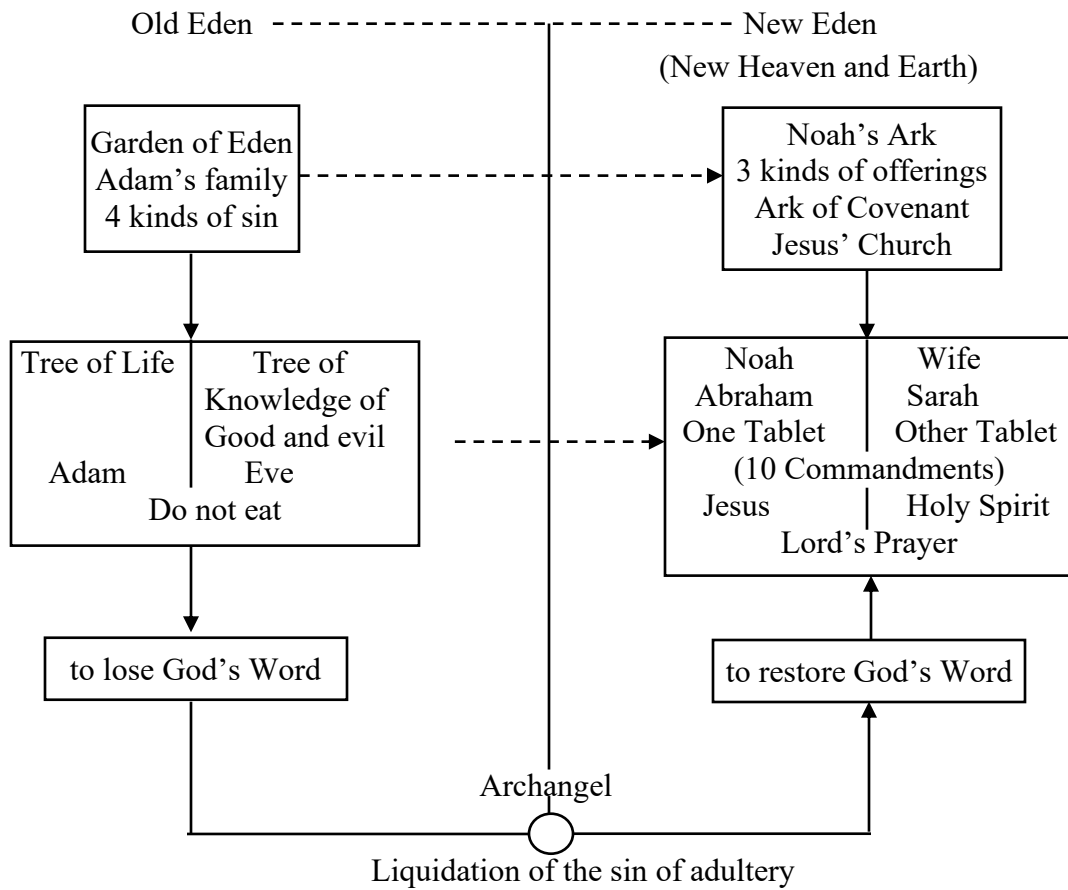 Old Eden
New Eden
(New Heaven and Earth)
Garden of Eden
Adam’s family
4 kinds of sin
Noah’s Ark
3 kinds of offerings
Ark of Covenant
Jesus’ Church
Tree of Life
Tree of
Knowledge of
Good and evil
Adam
Eve
Do not eat
Noah
Wife
Abraham
Sarah
One Tablet
Other Tablet
(10 Commandments)
Jesus
Holy Spirit
Lord’s Prayer
to lose God’s Word
to restore God’s Word
Archangel
Liquidation of the sin of adultery